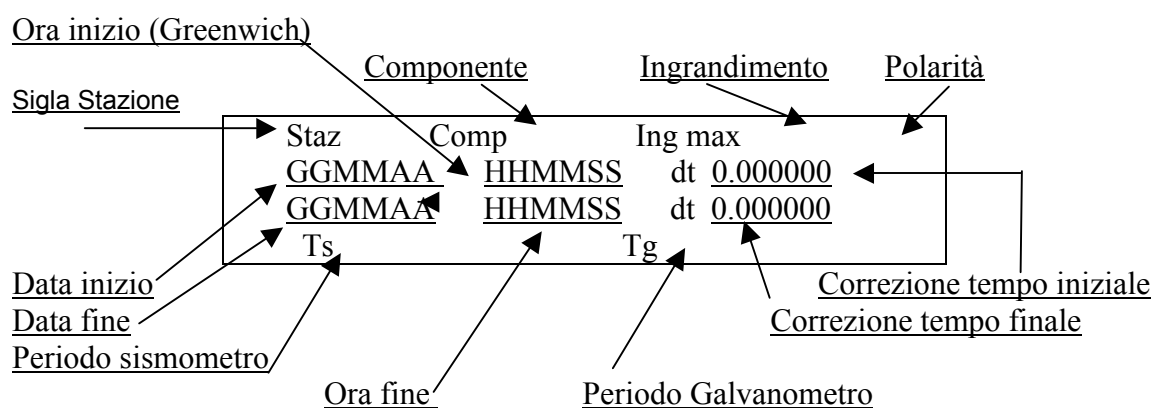 Ora inizio (Greenwich)
Componente Ingrandimento Polarità
Sigla Stazione
Staz Comp Ing max
GGMMAA HHMMSS dt 0.000000
GGMMAA HHMMSS dt 0.000000
Ts Tg
Data inizio Correzione tempo iniziale
Data fine Correzione tempo finale
Periodo sismometro
Ora fine Periodo Galvanometro